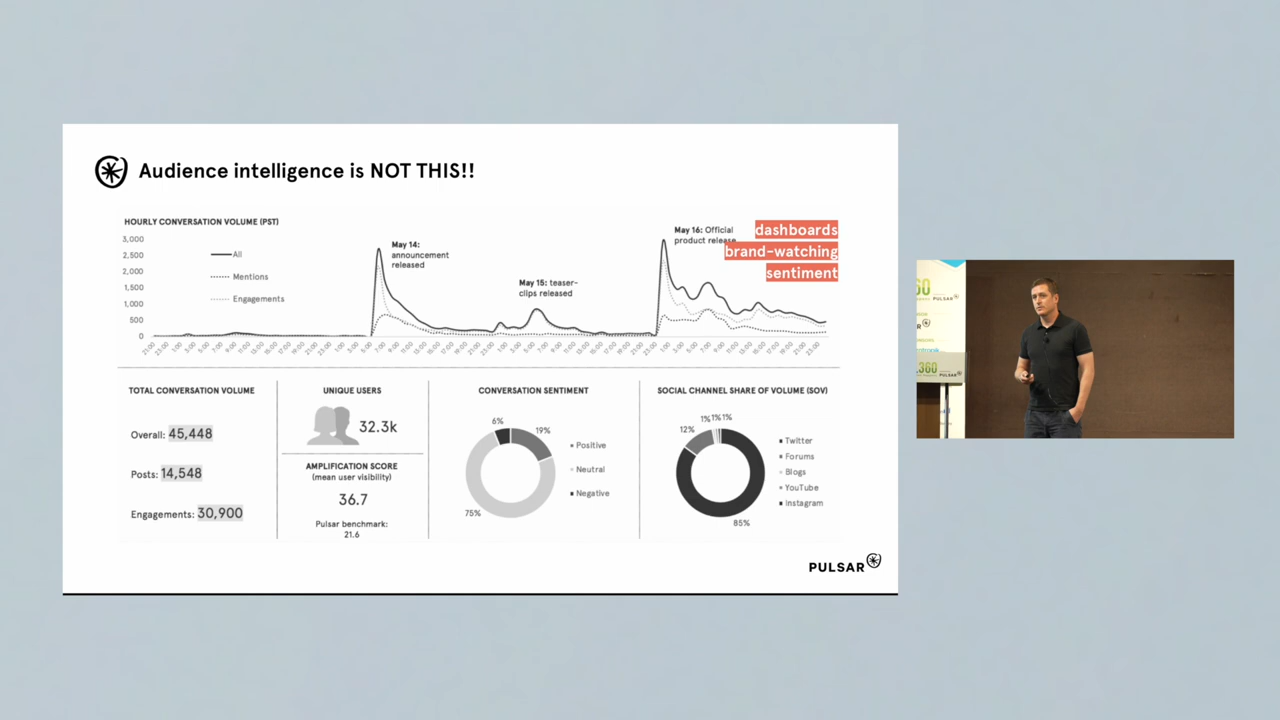 Audience intelligence is NOT THIS!!
HOURLY CONVERSATION VOLUME (PST)
3,000
2,500
2,000
1,500
1,000
500
0
All
Mentions
Engagements
May 14:
announcement
released
May 15: teaser-
clips released
May 16: Official
product release
dashboards
brand-watching
sentiment
TOTAL CONVERSATION VOLUME
Overall: 45,448
Posts: 14,548
Engagements: 30,900
UNIQUE USERS
32.3k
AMPLIFICATION SCORE
(mean user visibility)
36.7
Pulsar benchmark:
21.6
CONVERSATION SENTIMENT
6%
19%
75%
Positive
Neutral
Negative
SOCIAL CHANNEL SHARE OF VOLUME (SOV)
12%
1%
1%
1%
85%
Twitter
Forums
Blogs
YouTube
Instagram
PULSAR
60
PULSAR
360
PULSAR